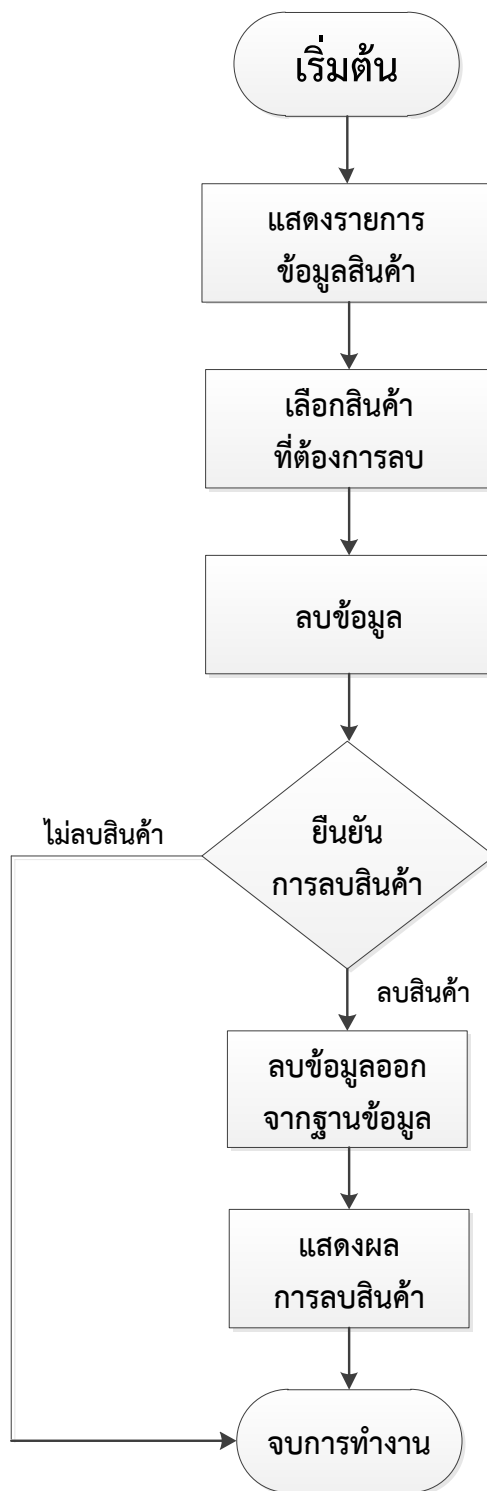 เริ่มต้น
แสดงรายการ
ข้อมูลสินค้า
เลือกสินค้า
ที่ต้องการลบ
ลบข้อมูล
ไม่ลบสินค้า
ยืนยัน
การลบสินค้า
ลบสินค้า
ลบข้อมูลออก
จากฐานข้อมูล
แสดงผล
การลบสินค้า
จบการทำงาน